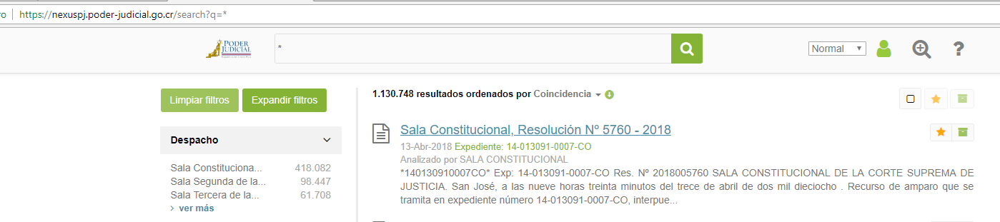 ro https://nexuspj.poder-judicial.go.cr/search?q=*
PODER
JUDICIAL
*
Normal
?
Limpiar filtros Expandir filtros
Despacho
Sala Constituciona... 418.082
Sala Segunda de la... 98.447
Sala Tercera de la... 61.708
ver más
1.130.748 resultados ordenados por Coincidencia
Sala Constitucional, Resolución Nº 5760 - 2018
13-Abr-2018 Expediente: 14-013091-0007-CO
Analizado por SALA CONSTITUCIONAL
*140130910007CO* Exp: 14-013091-0007-CO Res. Nº 2018005760 SALA CONSTITUCIONAL DE LA CORTE SUPREMA DE
JUSTICIA. San José, a las nueve horas treinta minutos del trece de abril de dos mil dieciocho . Recurso de amparo que se
tramita en expediente número 14-013091-0007-CO, interpue...